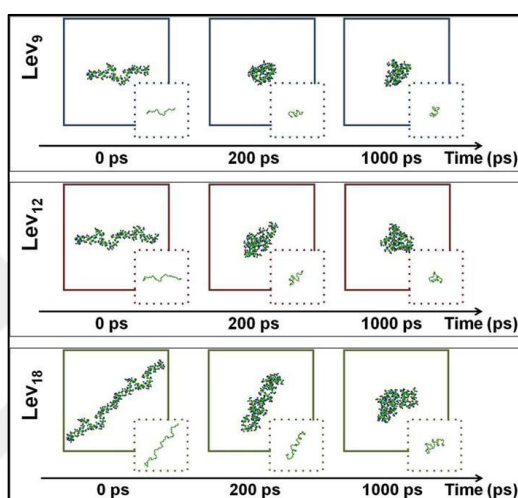 Lev9
0 ps 200 ps 1000 ps Time (ps)
Lev12
0 ps 200 ps 1000 ps Time (ps)
Lev18
0 ps 200 ps 1000 ps Time (ps)